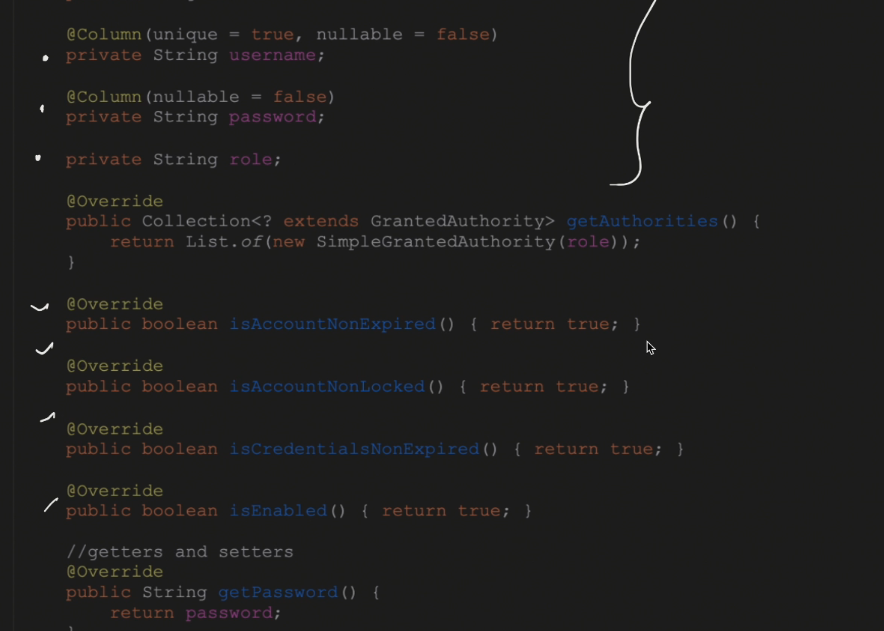 @Column(unique = true, nullable = false)
private String username;
@Column(nullable = false)
private String password;
private String role;
@Override
public Collection<? extends GrantedAuthority> getAuthorities() {
return List.of(new SimpleGrantedAuthority(role));
}
@Override
public boolean isAccountNonExpired() { return true; }
@Override
public boolean isAccountNonLocked() { return true; }
@Override
public boolean isCredentialsNonExpired() { return true; }
@Override
public boolean isEnabled() { return true; }
//getters and setters
@Override
public String getPassword() {
return password;